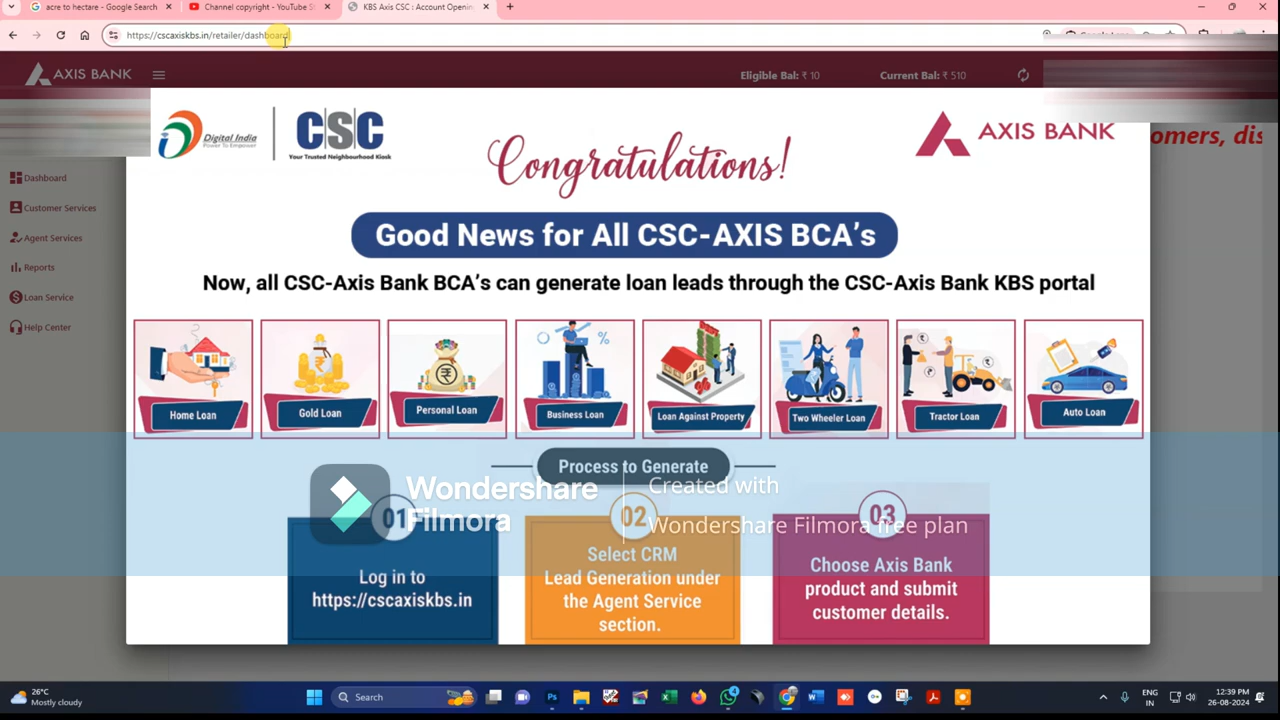 acre to hectare - Google Search
Channel copyright - YouTube St
KBS Axis CSC : Account Openin
https://cscaxiskbs.in/retailer/dashboard
AXIS BANK
Eligible Bal: ₹ 10
Current Bal: ₹ 510
Digital India
Power To Empower
CSC
Your Trusted Neighbourhood Kiosk
Congratulations!
AXIS BANK
omers, dis
Dashboard
Customer Services
Agent Services
Reports
Loan Service
Help Center
Good News for All CSC-AXIS BCA's
Now, all CSC-Axis Bank BCA's can generate loan leads through the CSC-Axis Bank KBS portal
Home Loan
Gold Loan
Personal Loan
Business Loan
Loan Against Property
Two Wheeler Loan
Tractor Loan
Auto Loan
Process to Generate
Wondershare
Filmora
Created with
Wondershare Filmora free plan
01
Log in to
https://cscaxiskbs.in
02
Select CRM
Lead Generation under
the Agent Service
section.
03
Choose Axis Bank
product and submit
customer details.
26°C
Mostly cloudy
Search
ENG
IN
12:39 PM
26-08-2024